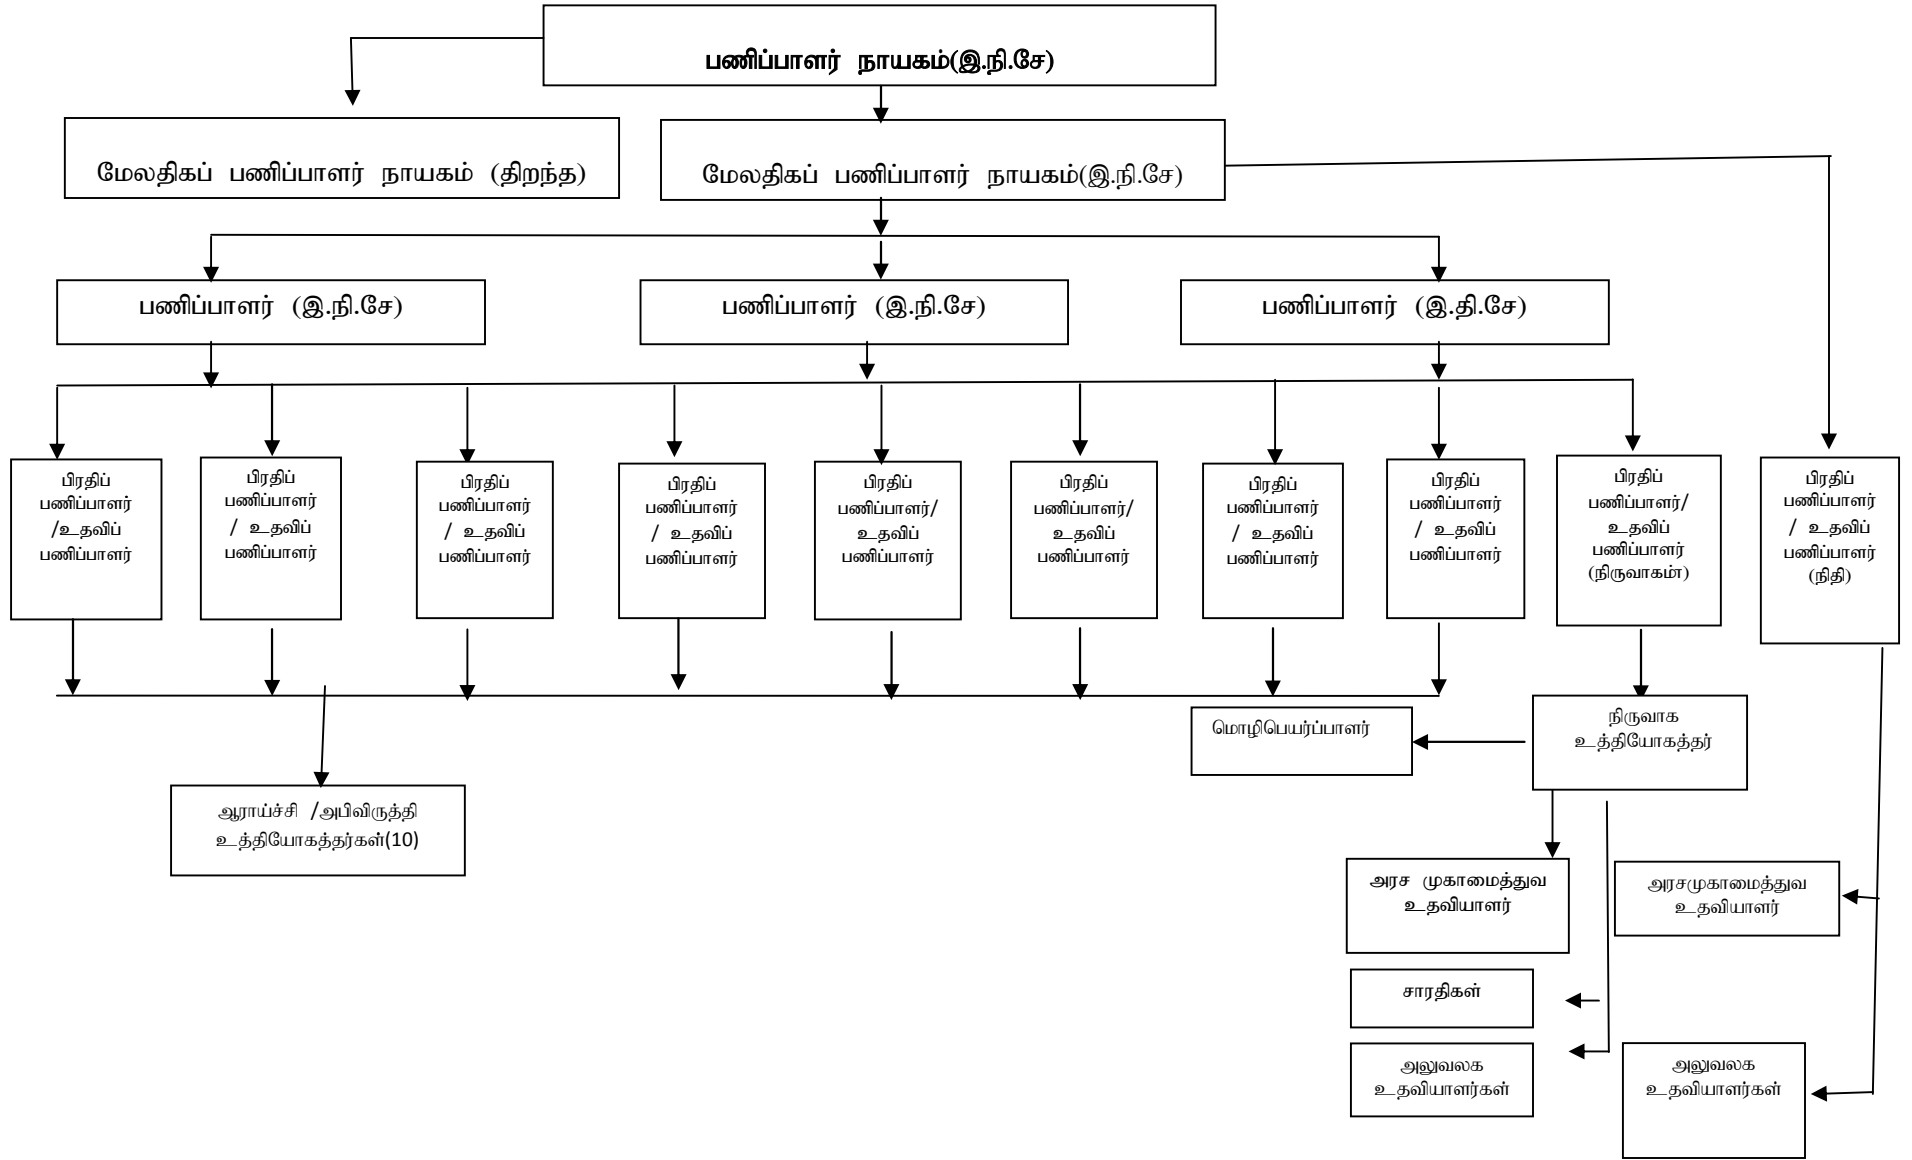 பணிப்பாளர் நாயகம்(இ.நி.சே)
மேலதிகப் பணிப்பாளர் நாயகம் (திறந்த)
மேலதிகப் பணிப்பாளர் நாயகம்(இ.நி.சே)
பணிப்பாளர் (இ.நி.சே)
பணிப்பாளர் (இ.நி.சே)
பணிப்பாளர் (இ.தி.சே)
பிரதிப்
பணிப்பாளர்
/உதவிப்
பணிப்பாளர்
பிரதிப்
பணிப்பாளர்
/ உதவிப்
பணிப்பாளர்
பிரதிப்
பணிப்பாளர்
/ உதவிப்
பணிப்பாளர்
பிரதிப்
பணிப்பாளர்
/ உதவிப்
பணிப்பாளர்
பிரதிப்
பணிப்பாளர்/
உதவிப்
பணிப்பாளர்
பிரதிப்
பணிப்பாளர்/
உதவிப்
பணிப்பாளர்
பிரதிப்
பணிப்பாளர்
/ உதவிப்
பணிப்பாளர்
பிரதிப்
பணிப்பாளர்
/ உதவிப்
பணிப்பாளர்
பிரதிப்
பணிப்பாளர்/
உதவிப்
பணிப்பாளர்
(நிருவாகம்)
பிரதிப்
பணிப்பாளர்
/ உதவிப்
பணிப்பாளர்
(நிதி)
மொழிபெயர்ப்பாளர்
நிருவாக
உத்தியோகத்தர்
ஆராய்ச்சி /அபிவிருத்தி
உத்தியோகத்தர்கள்(10)
அரச முகாமைத்துவ
உதவியாளர்
அரசமுகாமைத்துவ
உதவியாளர்
சாரதிகள்
அலுவலக
உதவியாளர்கள்
அலுவலக
உதவியாளர்கள்